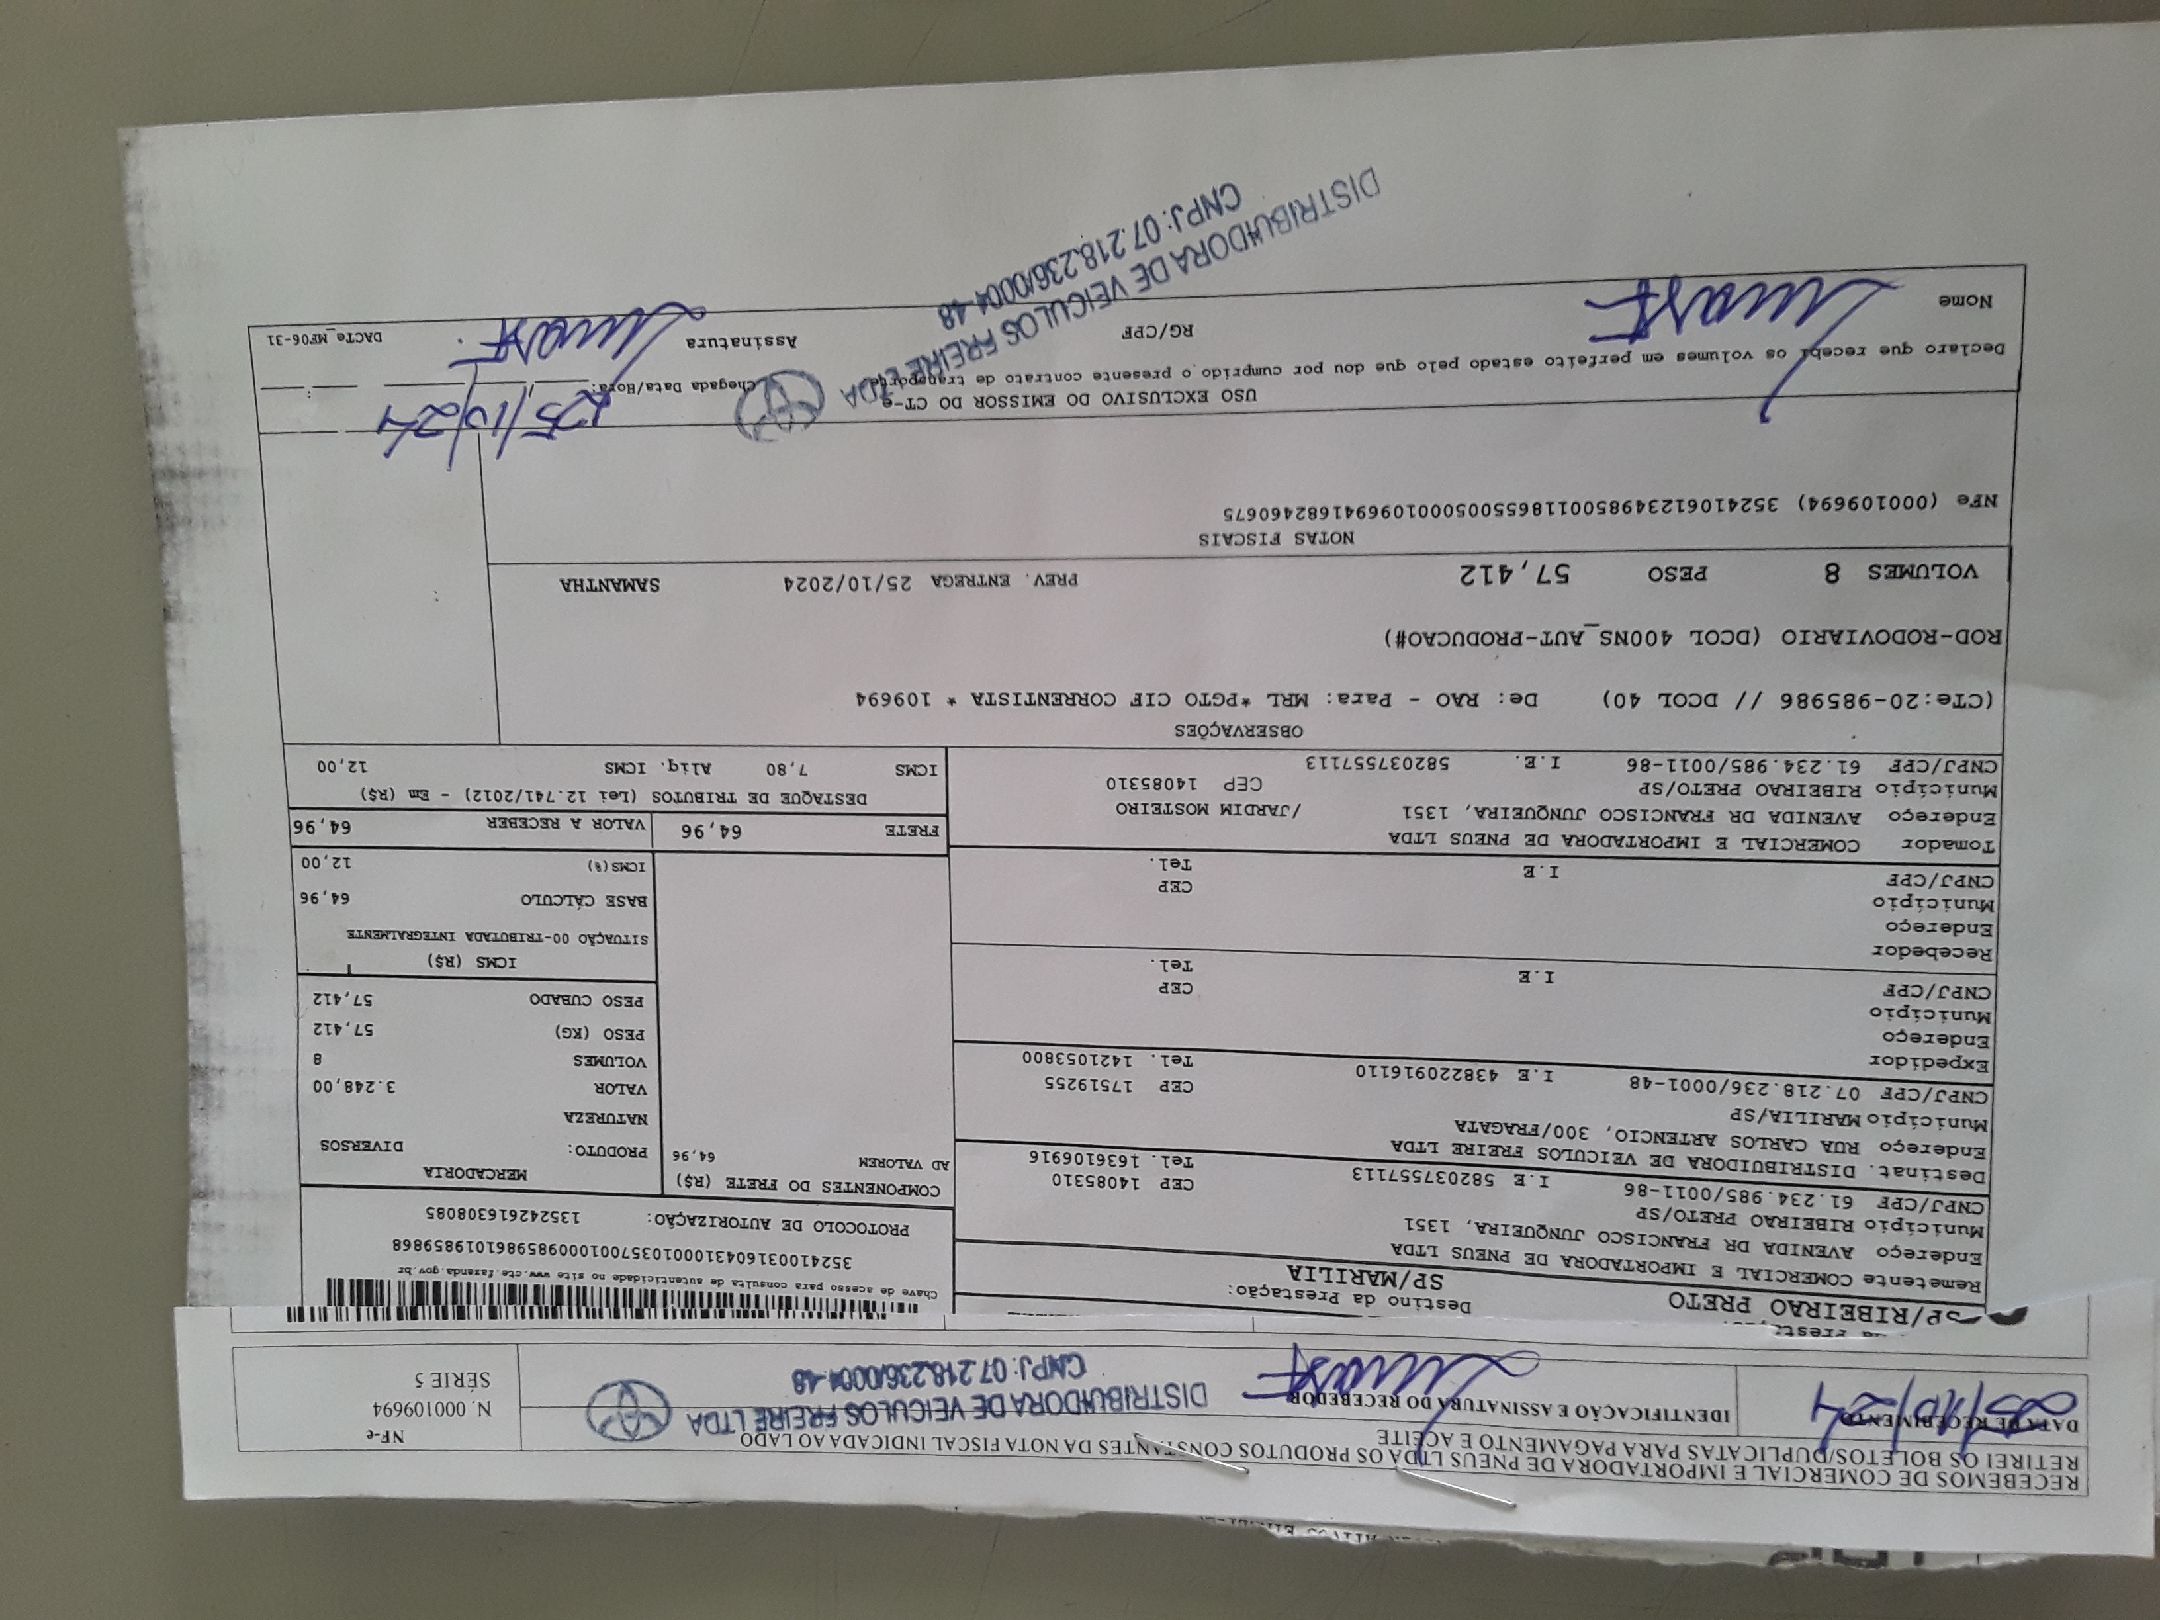 RECEBEMOS DE COMERCIAL E IMPORTADORA DE PNEUS LTDA OS PRODUTOS CONSTANTES DA NOTA FISCAL INDICADA AO LADO
RETIREI OS BOLETOS/DUPLICATAS PARA PAGAMENTO E ACEITE
DATA DE RECEBIMENTO
25/10/24
IDENTIFICAÇÃO E ASSINATURA DO RECEBEDOR
DISTRIBUIDORA DE VEICULOS FREIRE LTDA
CNPJ: 07.218.236/0001-48
NF-e
N. 000109694
SÉRIE 5
SP/RIBEIRAO PRETO
Destino da Prestação:
SP/MARILIA
Remetente COMERCIAL E IMPORTADORA DE PNEUS LTDA
Endereço AVENIDA DR FRANCISCO JUNQUEIRA, 1351
Município RIBEIRAO PRETO/SP CEP 14085310
CNPJ/CPF 61.234.985/0011-86 I.E 582037557113 Tel. 1636106916
Destinat. DISTRIBUIDORA DE VEICULOS FREIRE LTDA
Endereço RUA CARLOS ARTENCIO, 300/FRAGATA
Município MARILIA/SP CEP 17519255
CNPJ/CPF 07.218.236/0001-48 I.E 438220916110 Tel. 1421053800
Expedidor
Endereço
Município CEP
CNPJ/CPF I.E Tel.
Recebedor
Endereço
Município CEP
CNPJ/CPF I.E Tel.
Tomador COMERCIAL E IMPORTADORA DE PNEUS LTDA
Endereço AVENIDA DR FRANCISCO JUNQUEIRA, 1351 /JARDIM MOSTEIRO
Município RIBEIRAO PRETO/SP CEP 14085310
CNPJ/CPF 61.234.985/0011-86 I.E. 582037557113
Chave de acesso para consulta de autenticidade no site www.cte.fazenda.gov.br
35241003160431000103570010009859861019859868
PROTOCOLO DE AUTORIZAÇÃO: 135242616308085
COMPONENTES DO FRETE (R$)
AD VALOREM 64,96
MERCADORIA
PRODUTO: DIVERSOS
NATUREZA
VALOR 3.248,00
VOLUMES 8
PESO (KG) 57,412
PESO CUBADO 57,412
ICMS (R$)
SITUAÇÃO 00-TRIBUTADA INTEGRALMENTE
BASE CÁLCULO 64,96
ICMS(%) 12,00
FRETE 64,96 VALOR A RECEBER 64,96
DESTAQUE DE TRIBUTOS (Lei 12.741/2012) - Em (R$)
ICMS 7,80 Aliq. ICMS 12,00
OBSERVAÇÕES
(CTe:20-985986 // DCOL 40) De: RAO - Para: MRL *PGTO CIF CORRENTISTA * 109694
ROD-RODOVIARIO (DCOL 400NS_AUT-PRODUCAO#)
VOLUMES 8 PESO 57,412 PREV. ENTREGA 25/10/2024 SAMANTHA
NOTAS FISCAIS
NFe (000109694) 35241061234985001186550050001096941682460675
USO EXCLUSIVO DO EMISSOR DO CT-e
Declaro que recebi os volumes em perfeito estado pelo que dou por cumprido o presente contrato de transporte
Chegada Data/Hora:
25/10/24
Nome RG/CPF Assinatura DACTe_MF06-31
DISTRIBUIDORA DE VEICULOS FREIRE LTDA
CNPJ: 07.218.236/0001-48